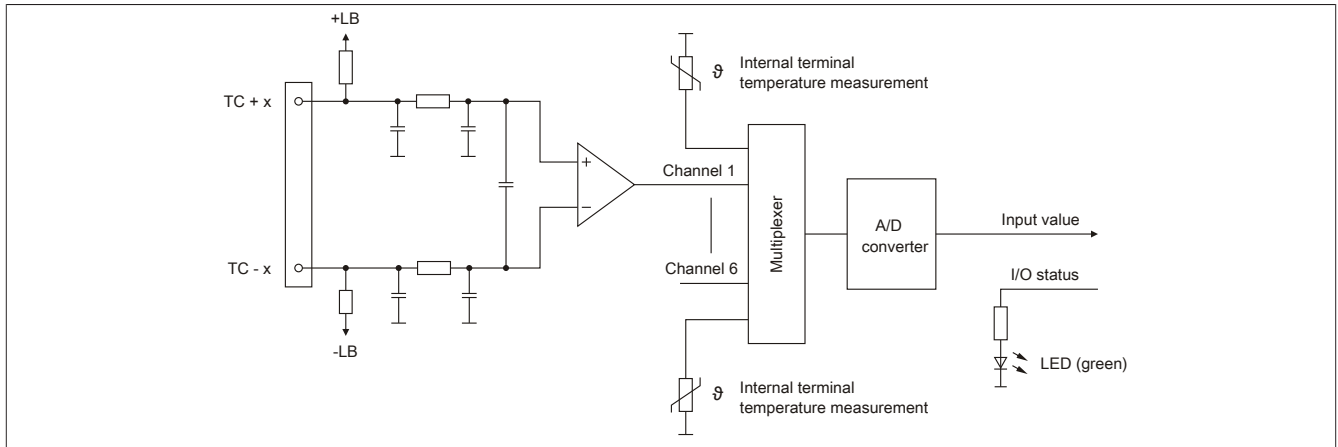 +LB
TC + x
TC - x
-LB
+
−
ϑ
Internal terminal
temperature measurement
Channel 1
Channel 6
Multiplexer
A/D
converter
Input value
I/O status
LED (green)
ϑ
Internal terminal
temperature measurement